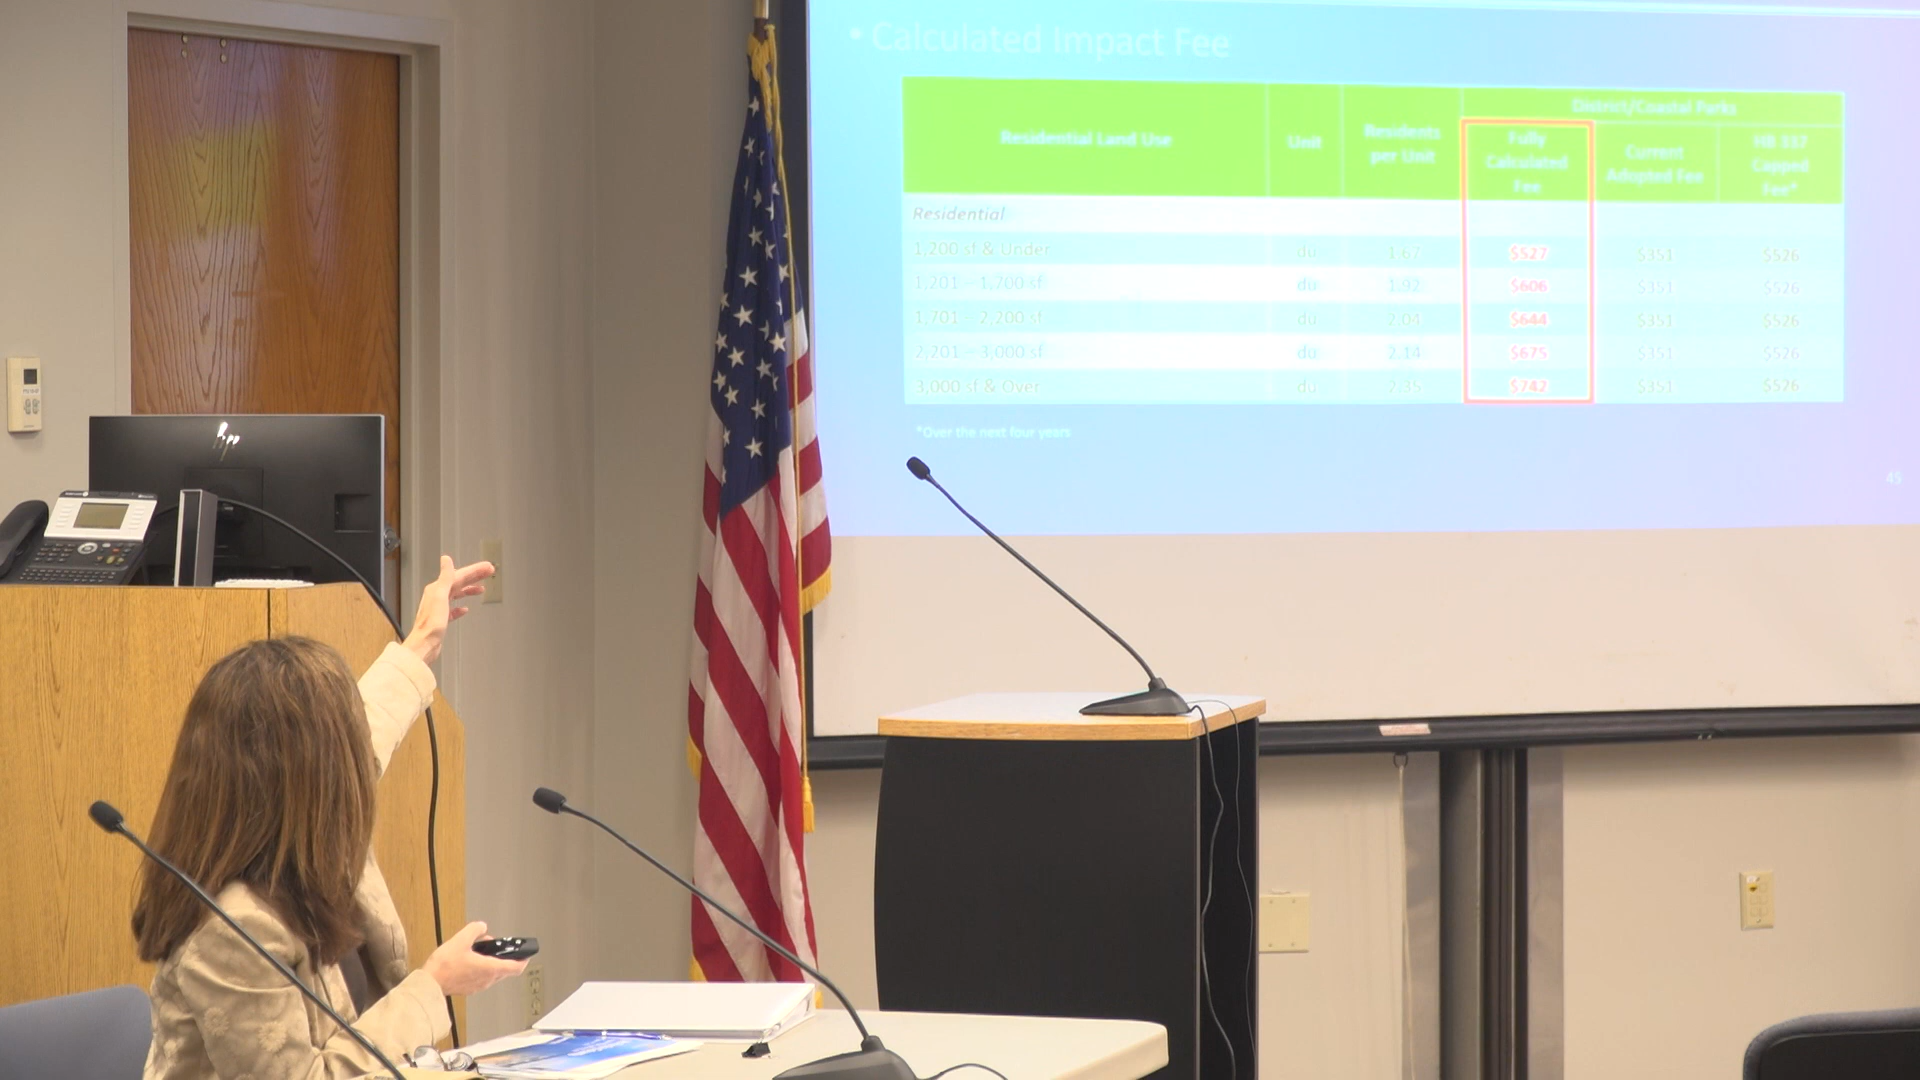 • Calculated Impact Fee
District/Coastal Parks
Residential Land Use Unit Residents per Unit Fully Calculated Fee Current Adopted Fee HB 337 Capped Fee*
Residential
1,200 sf & Under du 1.67 $527 $351 $526
1,201 – 1,700 sf du 1.92 $606 $351 $526
1,701 – 2,200 sf du 2.04 $644 $351 $526
2,201 – 3,000 sf du 2.14 $675 $351 $526
3,000 sf & Over du 2.35 $742 $351 $526
*Over the next four years
45
hp